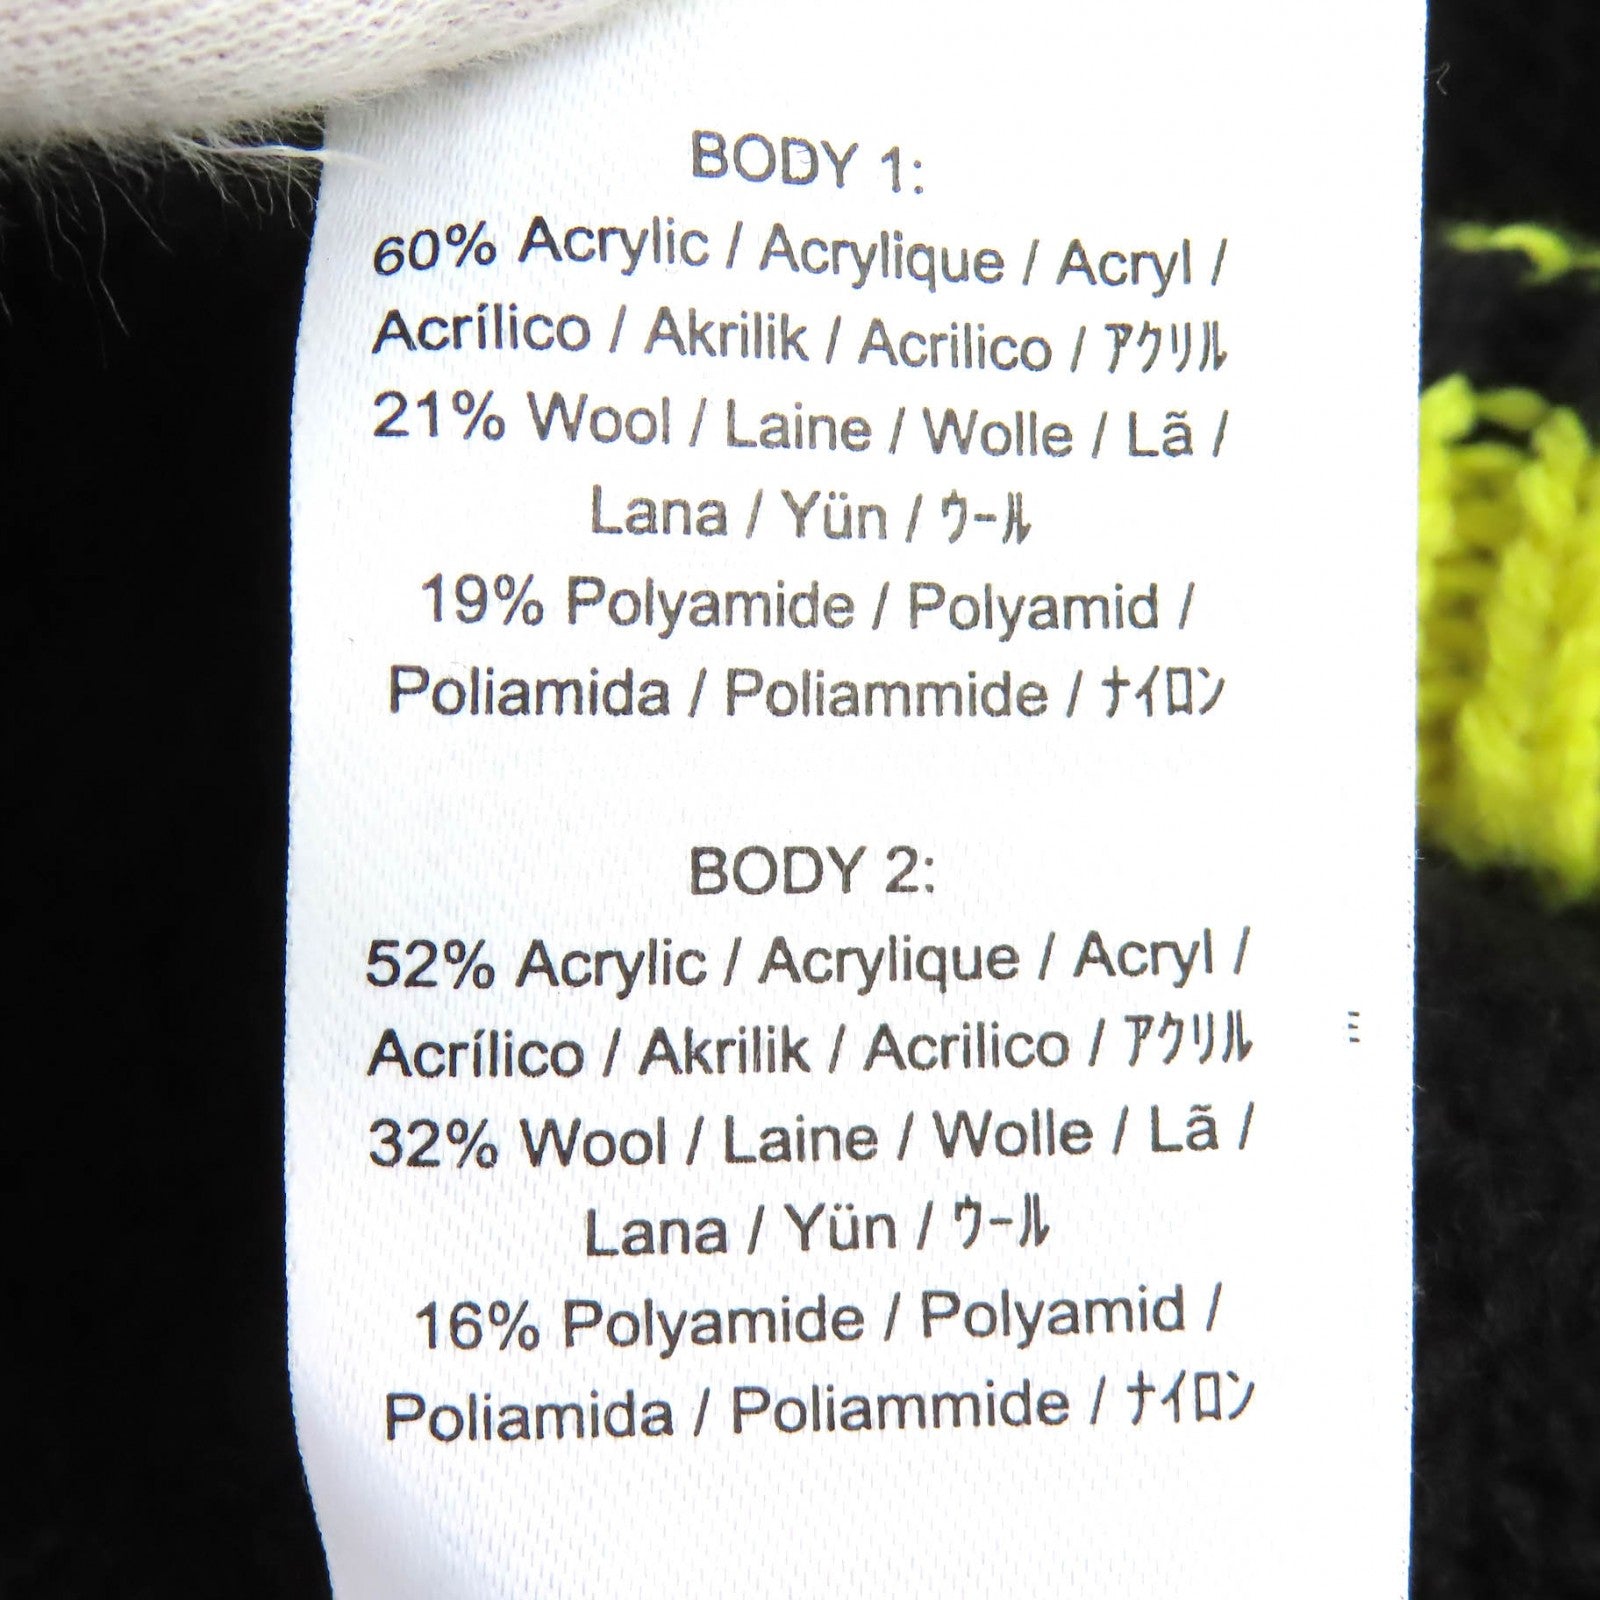 BODY 1:
60% Acrylic / Acrylique / Acryl /
Acrílico / Akrilik / Acrilico / ｱｸﾘﾙ
21% Wool / Laine / Wolle / Lã /
Lana / Yün / ｳｰﾙ
19% Polyamide / Polyamid /
Poliamida / Poliammide / ﾅｲﾛﾝ
BODY 2:
52% Acrylic / Acrylique / Acryl /
Acrílico / Akrilik / Acrilico / ｱｸﾘﾙ
32% Wool / Laine / Wolle / Lã /
Lana / Yün / ｳｰﾙ
16% Polyamide / Polyamid /
Poliamida / Poliammide / ﾅｲﾛﾝ